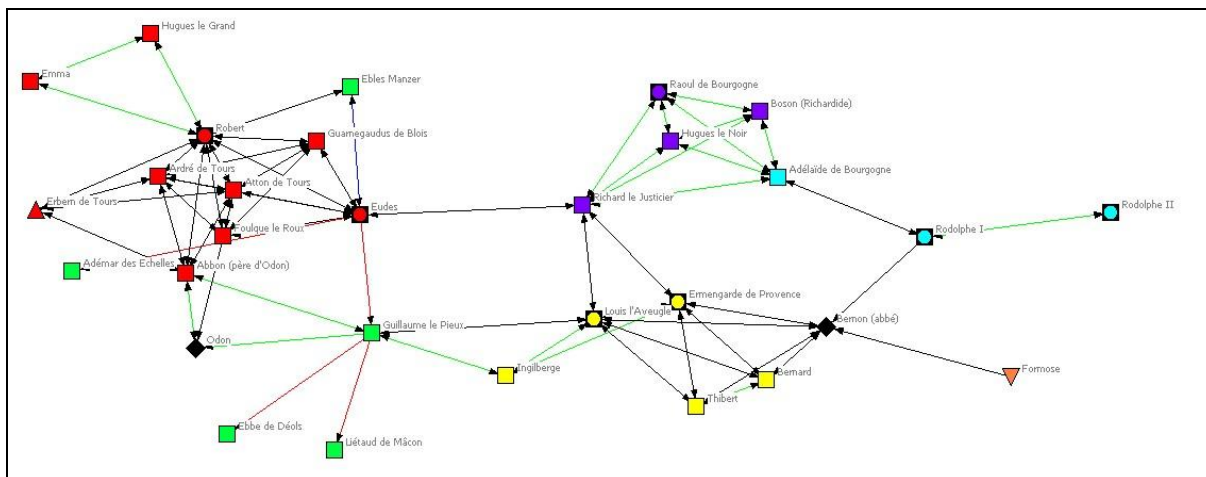 Hugues le Grand
Emma
Ebles Manzer
Raoul de Bourgogne
Boson (Richardide)
Robert
Guarnegaudus de Blois
Hugues le Noir
Ardré de Tours
Adélaïde de Bourgogne
Atton de Tours
Erbern de Tours
Eudes
Richard le Justicier
Rodolphe II
Foulque le Roux
Rodolphe I
Adémar des Echelles
Abbon (père d'Odon)
Ermengarde de Provence
Louis l'Aveugle
Guillaume le Pieux
Bernon (abbé)
Odon
Ingilberge
Bernard
Formose
Thibert
Ebbe de Déols
Liétaud de Mâcon